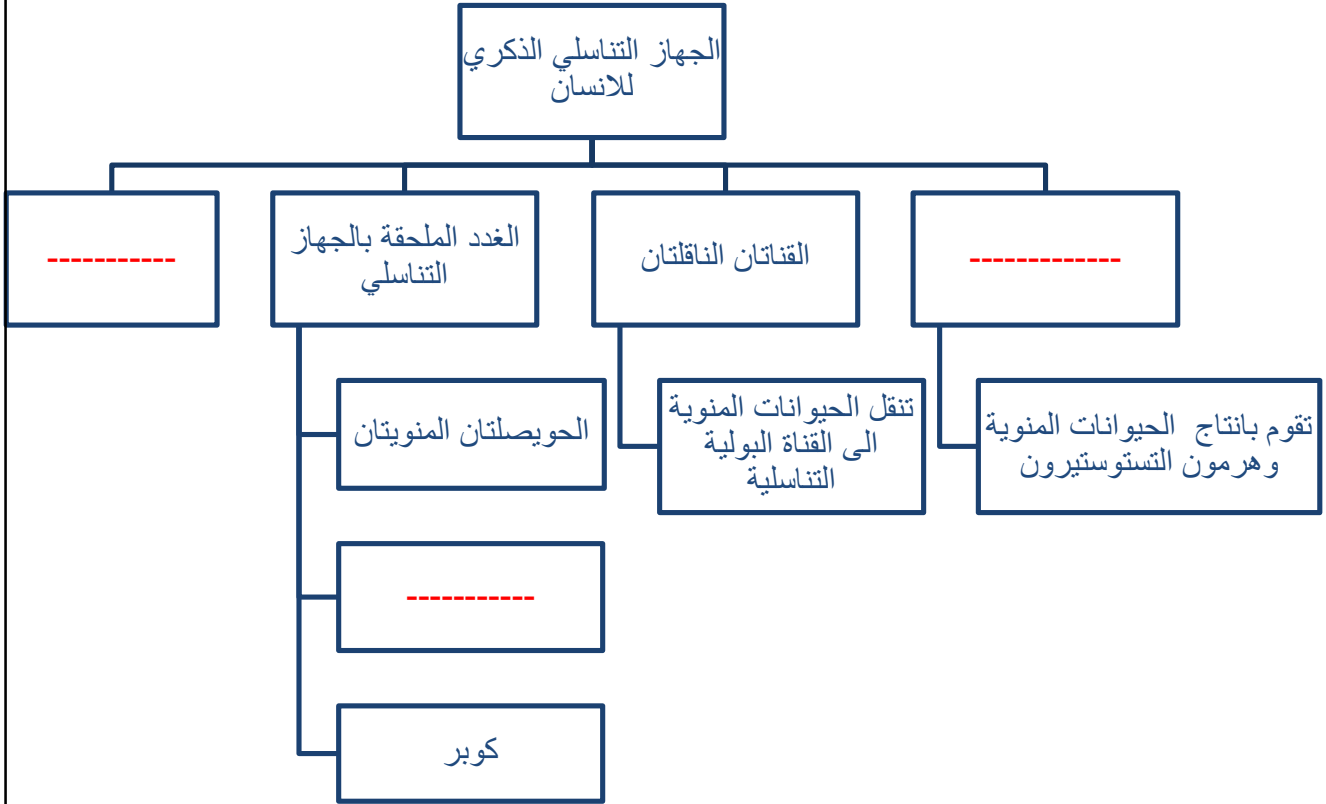 الجهاز التناسلي الذكري
للانسان
-------------
القناتان الناقلتان
الغدد الملحقة بالجهاز
التناسلي
-----------
تقوم بانتاج الحيوانات المنوية
وهرمون التستوستيرون
تنقل الحيوانات المنوية
الى القناة البولية
التناسلية
الحويصلتان المنويتان
-----------
كوبر